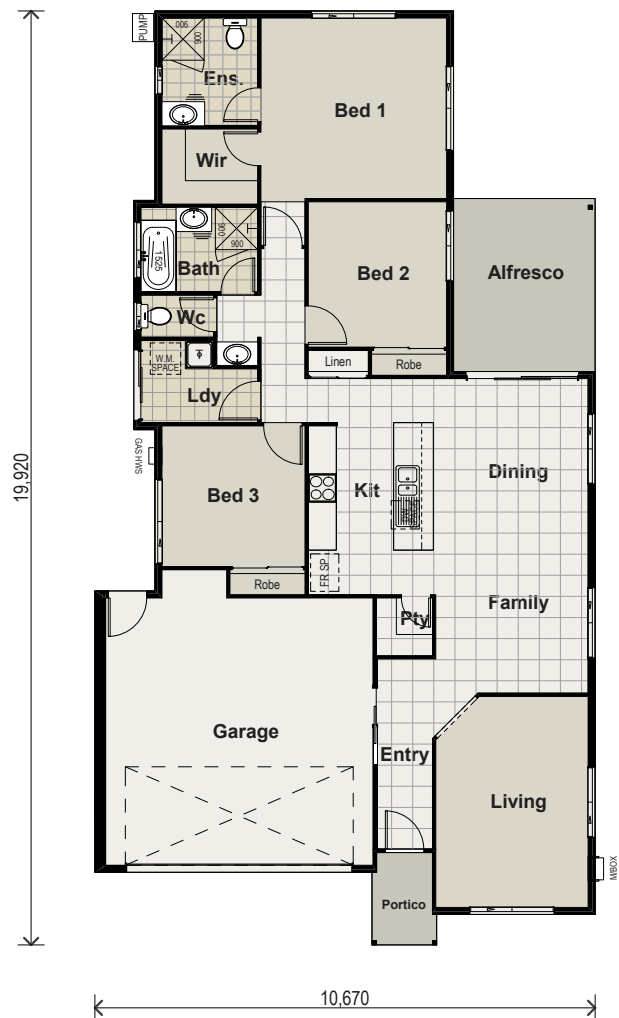 PUMP
900
900
Ens.
Bed 1
Wir
900
900
1525
Bath
Bed 2
Alfresco
Wc
W.M.
SPACE
Linen
Robe
Ldy
GAS HWS
19,920
Bed 3
Kit
Dining
FR SP
Robe
Family
Pty
Garage
Entry
Living
MBOX
Portico
10,670